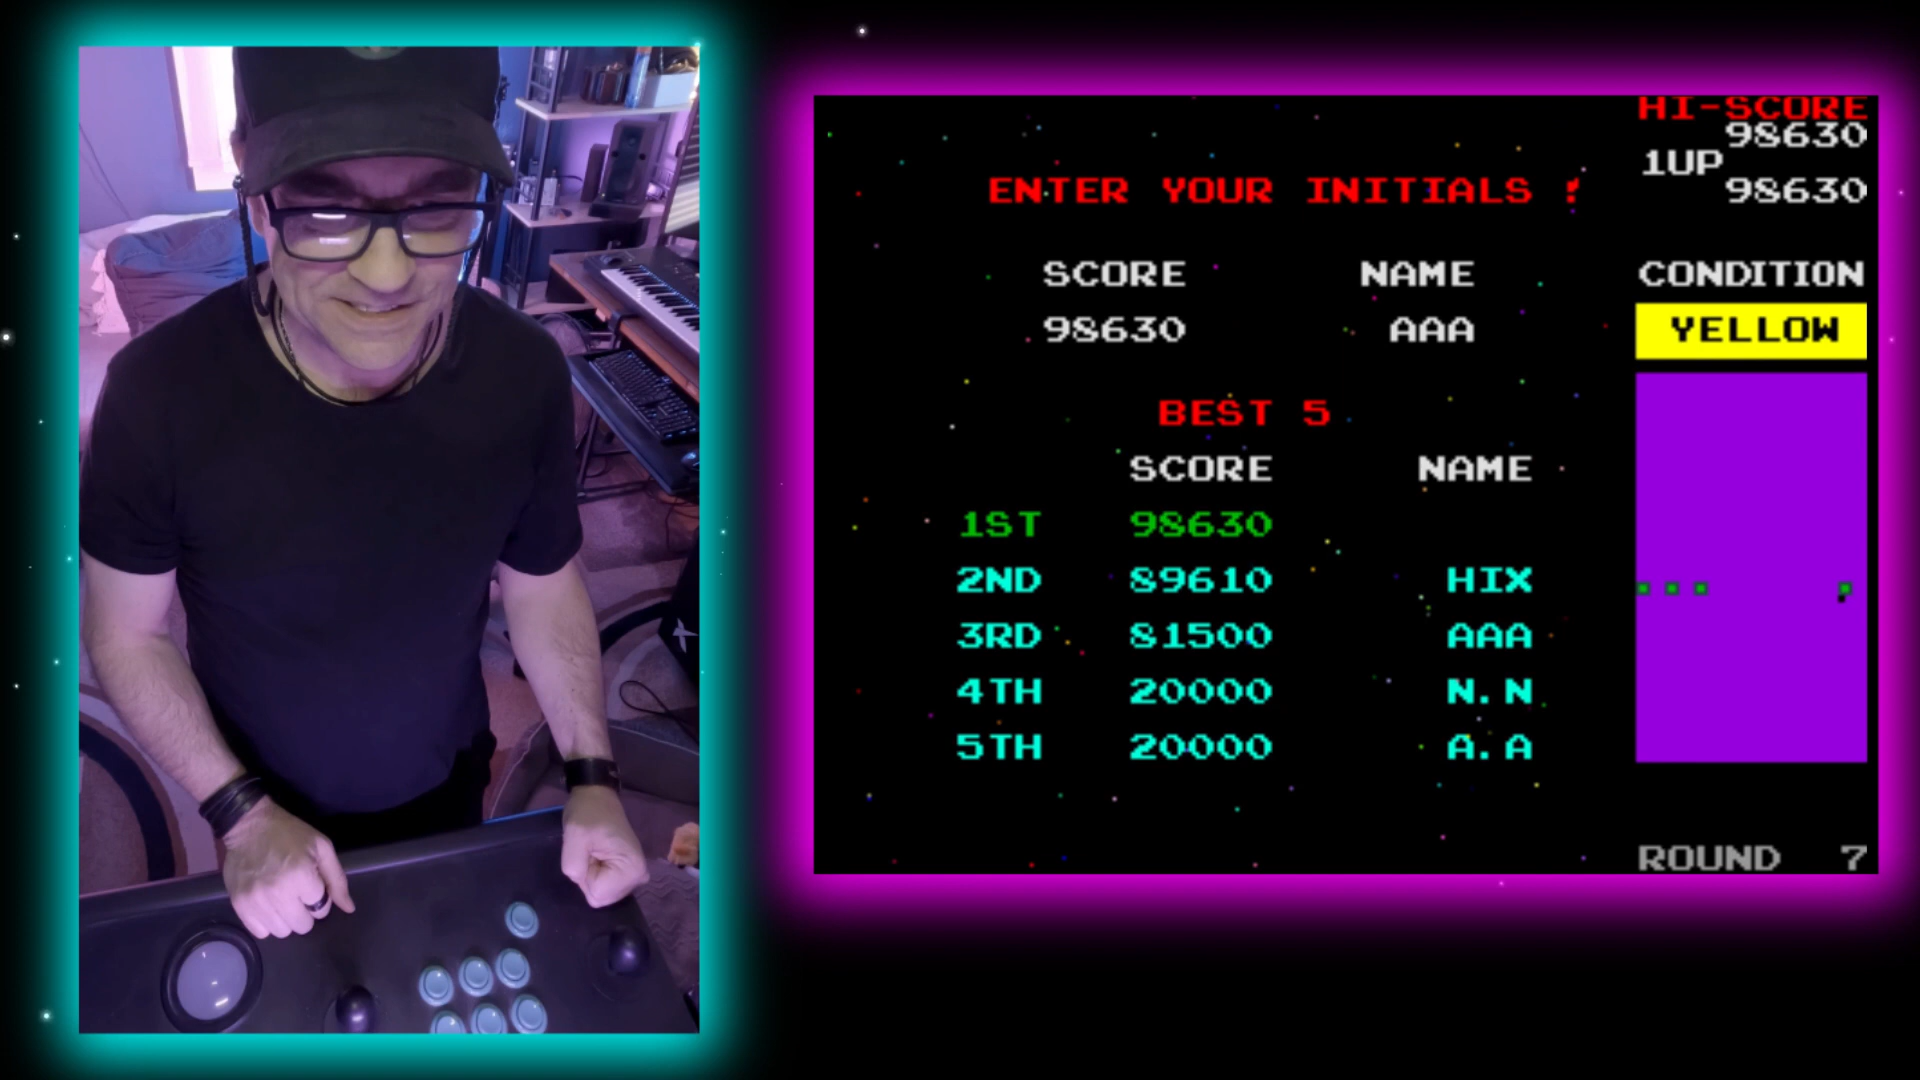 HI-SCORE
98630
1UP
98630
ENTER YOUR INITIALS !
SCORE NAME
98630 AAA
CONDITION
YELLOW
BEST 5
SCORE NAME
1ST 98630
2ND 89610 HIX
3RD 81500 AAA
4TH 20000 N.N
5TH 20000 A.A
ROUND 7